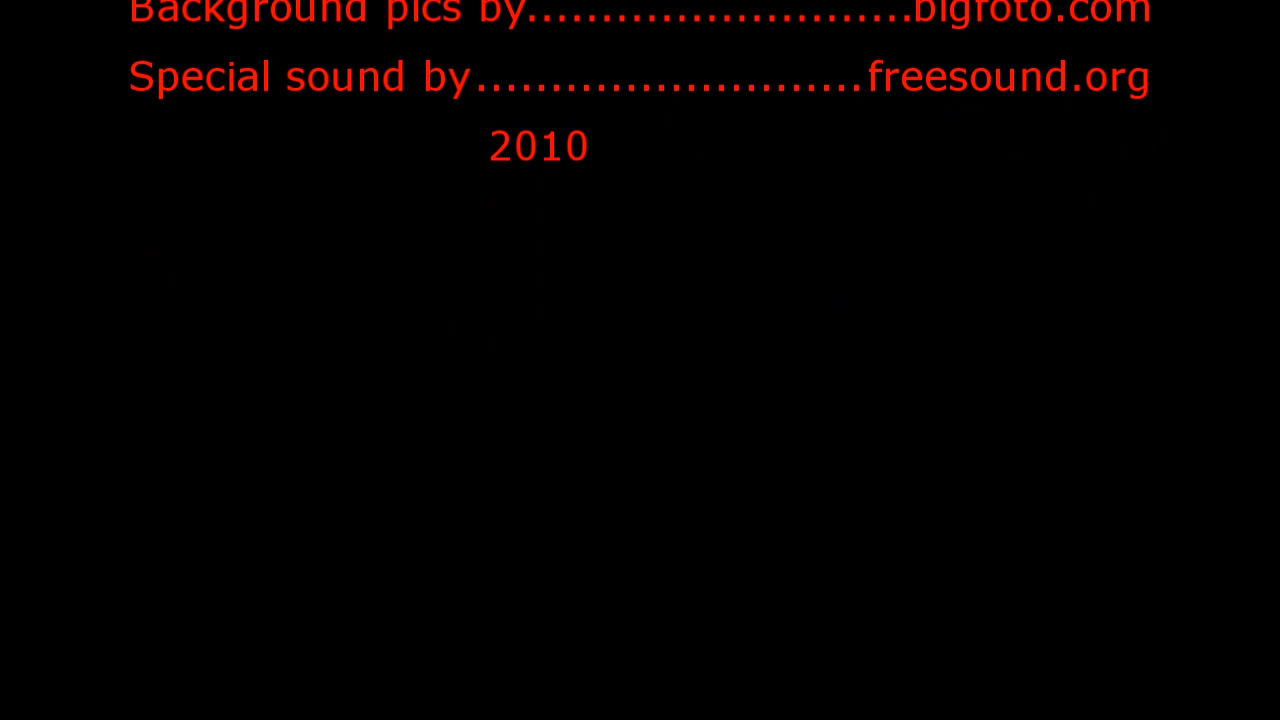 Background pics by..........................bigfoto.com
Special sound by..........................freesound.org
2010